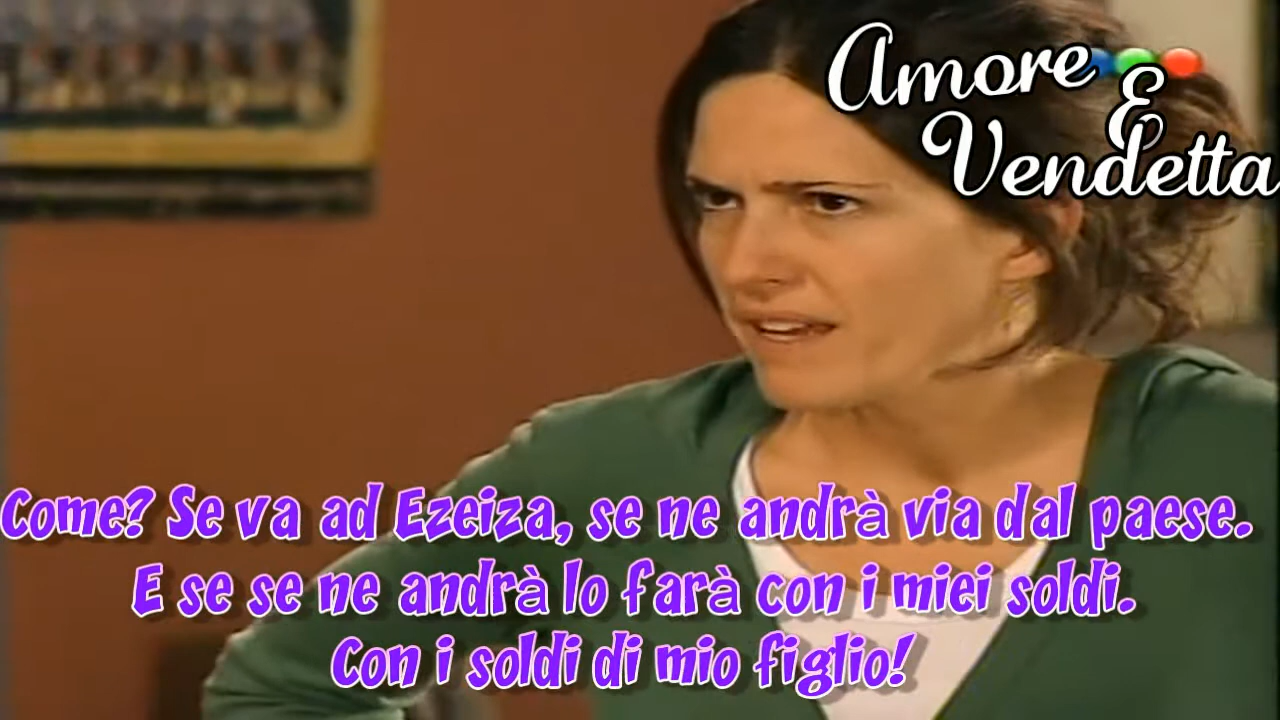 Amore
E
Vendetta
Come? Se va ad Ezeiza, se ne andrà via dal paese.
E se se ne andrà lo farà con i miei soldi.
Con i soldi di mio figlio!